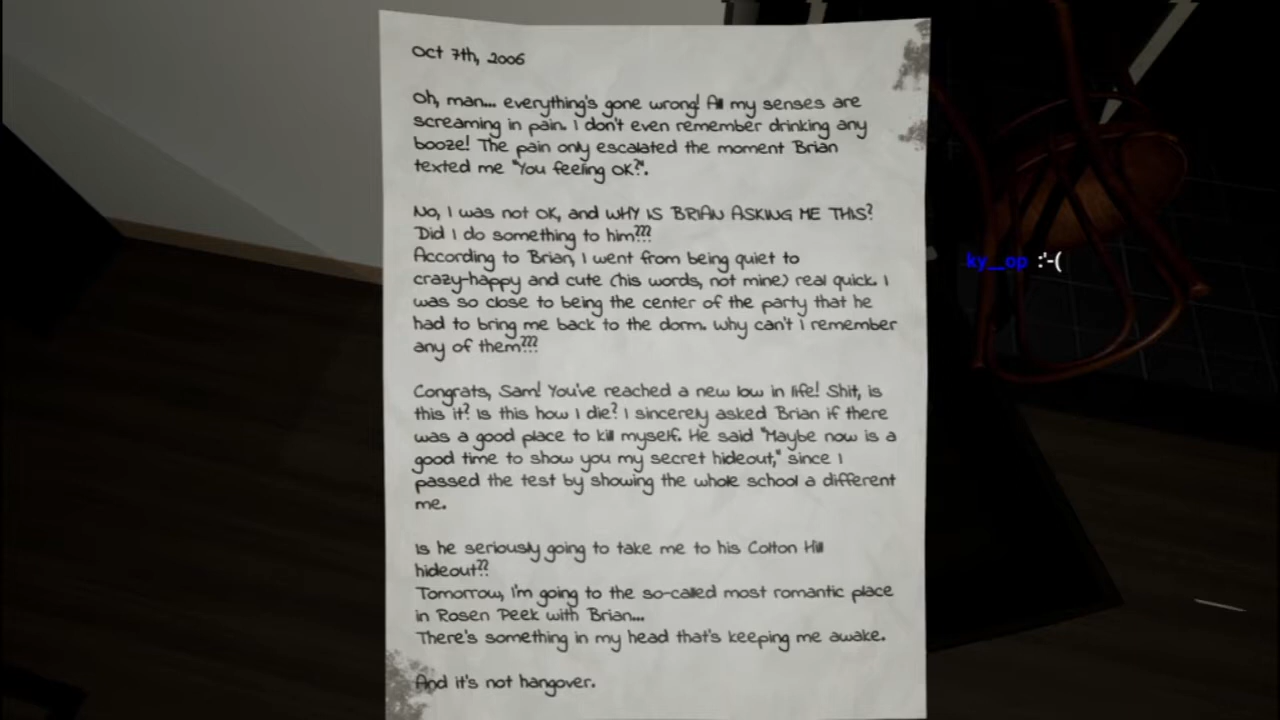 Oct 7th, 2006
Oh, man... everything's gone wrong! All my senses are
screaming in pain. I don't even remember drinking any
booze! The pain only escalated the moment Brian
texted me "You feeling OK?".
No, I was not OK, and WHY IS BRIAN ASKING ME THIS?
Did I do something to him???
According to Brian, I went from being quiet to
crazy-happy and cute (his words, not mine) real quick. I
was so close to being the center of the party that he
had to bring me back to the dorm. Why can't I remember
any of them???
Congrats, Sam! You've reached a new low in life! Shit, is
this it? Is this how I die? I sincerely asked Brian if there
was a good place to kill myself. He said "Maybe now is a
good time to show you my secret hideout," since I
passed the test by showing the whole school a different
me.
Is he seriously going to take me to his Colton Hill
hideout??
Tomorrow, I'm going to the so-called most romantic place
in Rosen Peek with Brian...
There's something in my head that's keeping me awake.
And it's not hangover.
ky__op :'-(